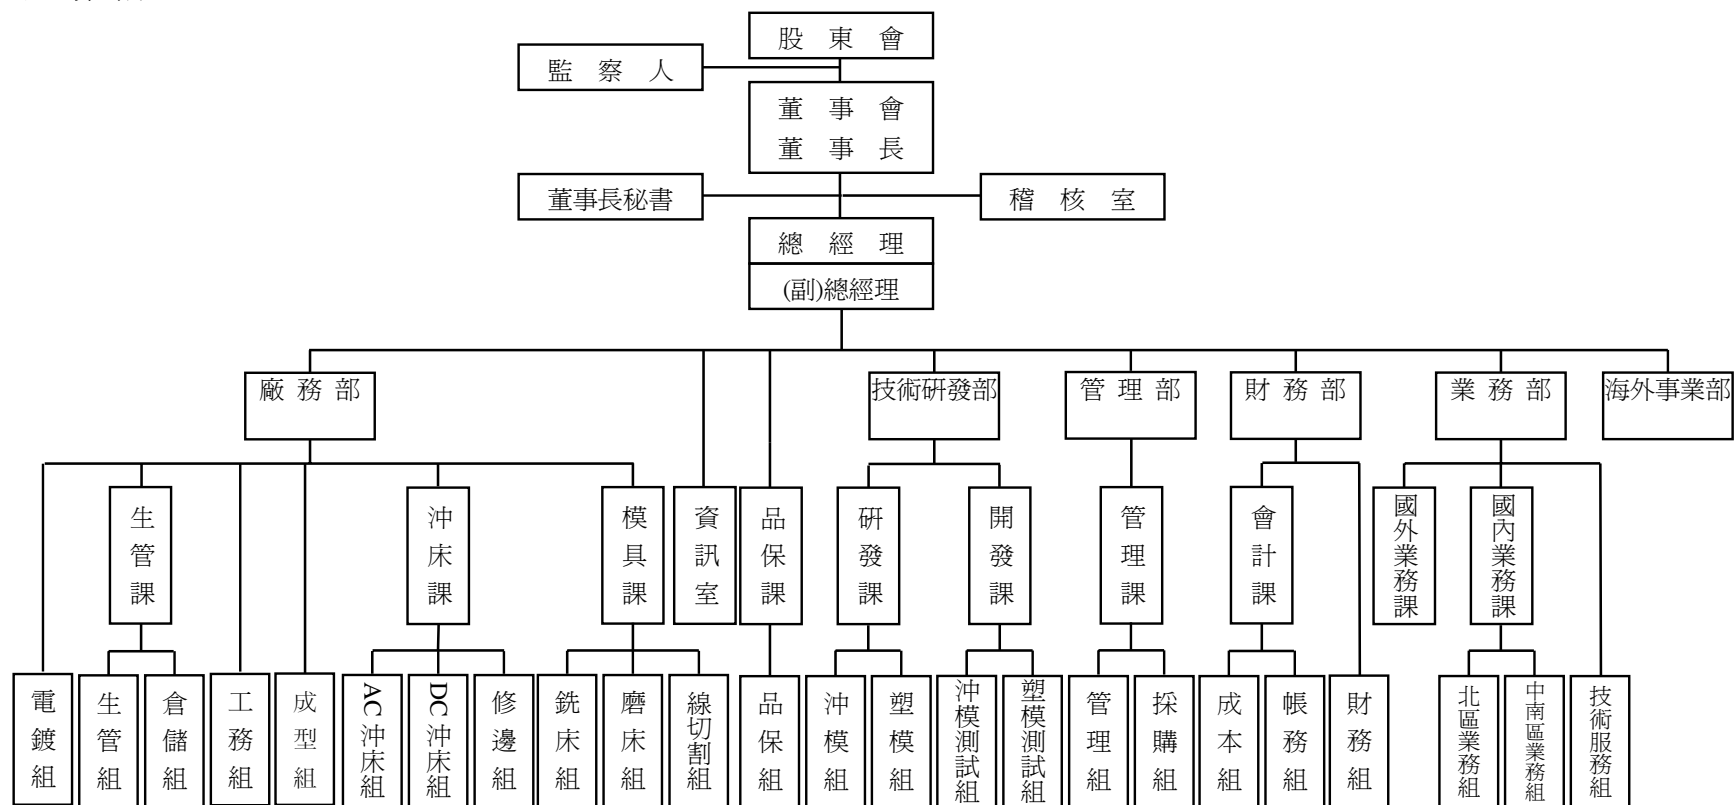 股東會
監察人
董事會
董事長
董事長秘書
稽核室
總經理
(副)總經理
廠務部
技術研發部
管理部
財務部
業務部
海外事業部
生管課
沖床課
模具課
資訊室
品保課
研發課
開發課
管理課
會計課
國外業務課
國內業務課
電鍍組
生管組
倉儲組
工務組
成型組
AC沖床組
DC沖床組
修邊組
銑床組
磨床組
線切割組
品保組
沖模組
塑模組
沖模測試組
塑模測試組
管理組
採購組
成本組
帳務組
財務組
北區業務組
中南區業務組
技術服務組